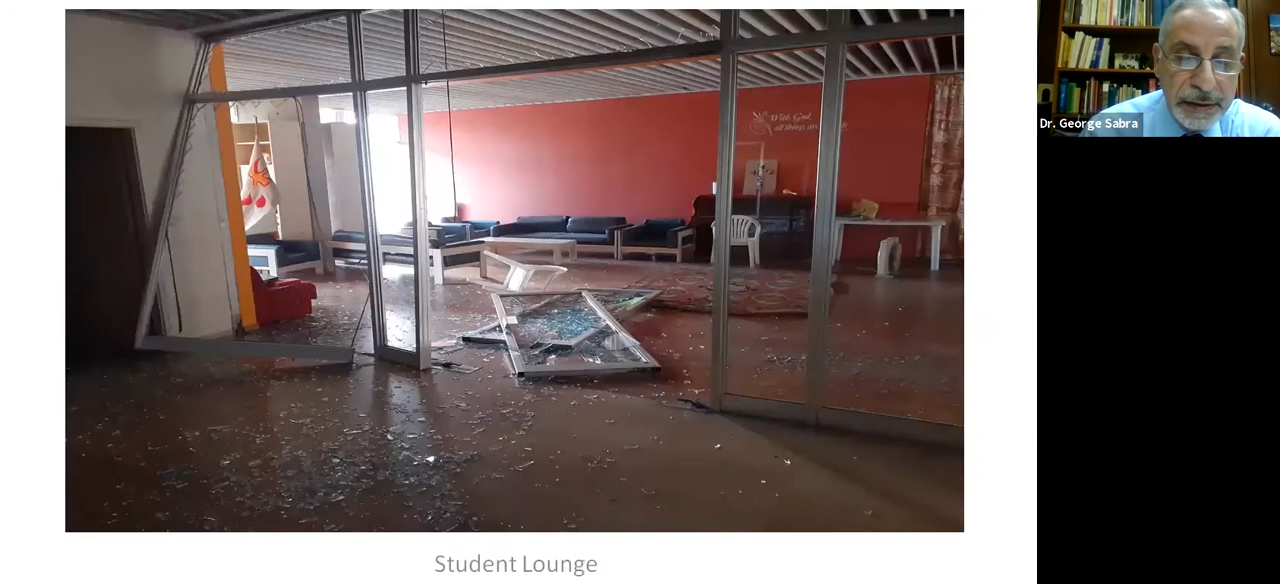 With God,
all things are
Dr. George Sabra
Student Lounge